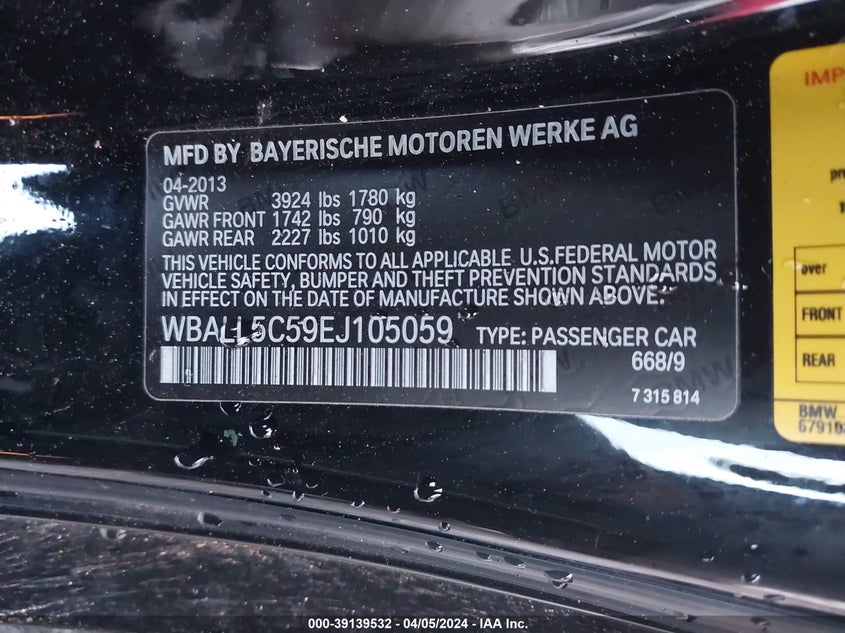 MFD BY BAYERISCHE MOTOREN WERKE AG
04-2013
GVWR 3924 lbs 1780 kg
GAWR FRONT 1742 lbs 790 kg
GAWR REAR 2227 lbs 1010 kg
THIS VEHICLE CONFORMS TO ALL APPLICABLE U.S.FEDERAL MOTOR
VEHICLE SAFETY, BUMPER AND THEFT PREVENTION STANDARDS
IN EFFECT ON THE DATE OF MANUFACTURE SHOWN ABOVE.
WBALL5C59EJ105059 TYPE: PASSENGER CAR
668/9
7 315 814
IMP
over
FRONT
REAR
BMW
000-39139532 - 04/05/2024 - IAA Inc.